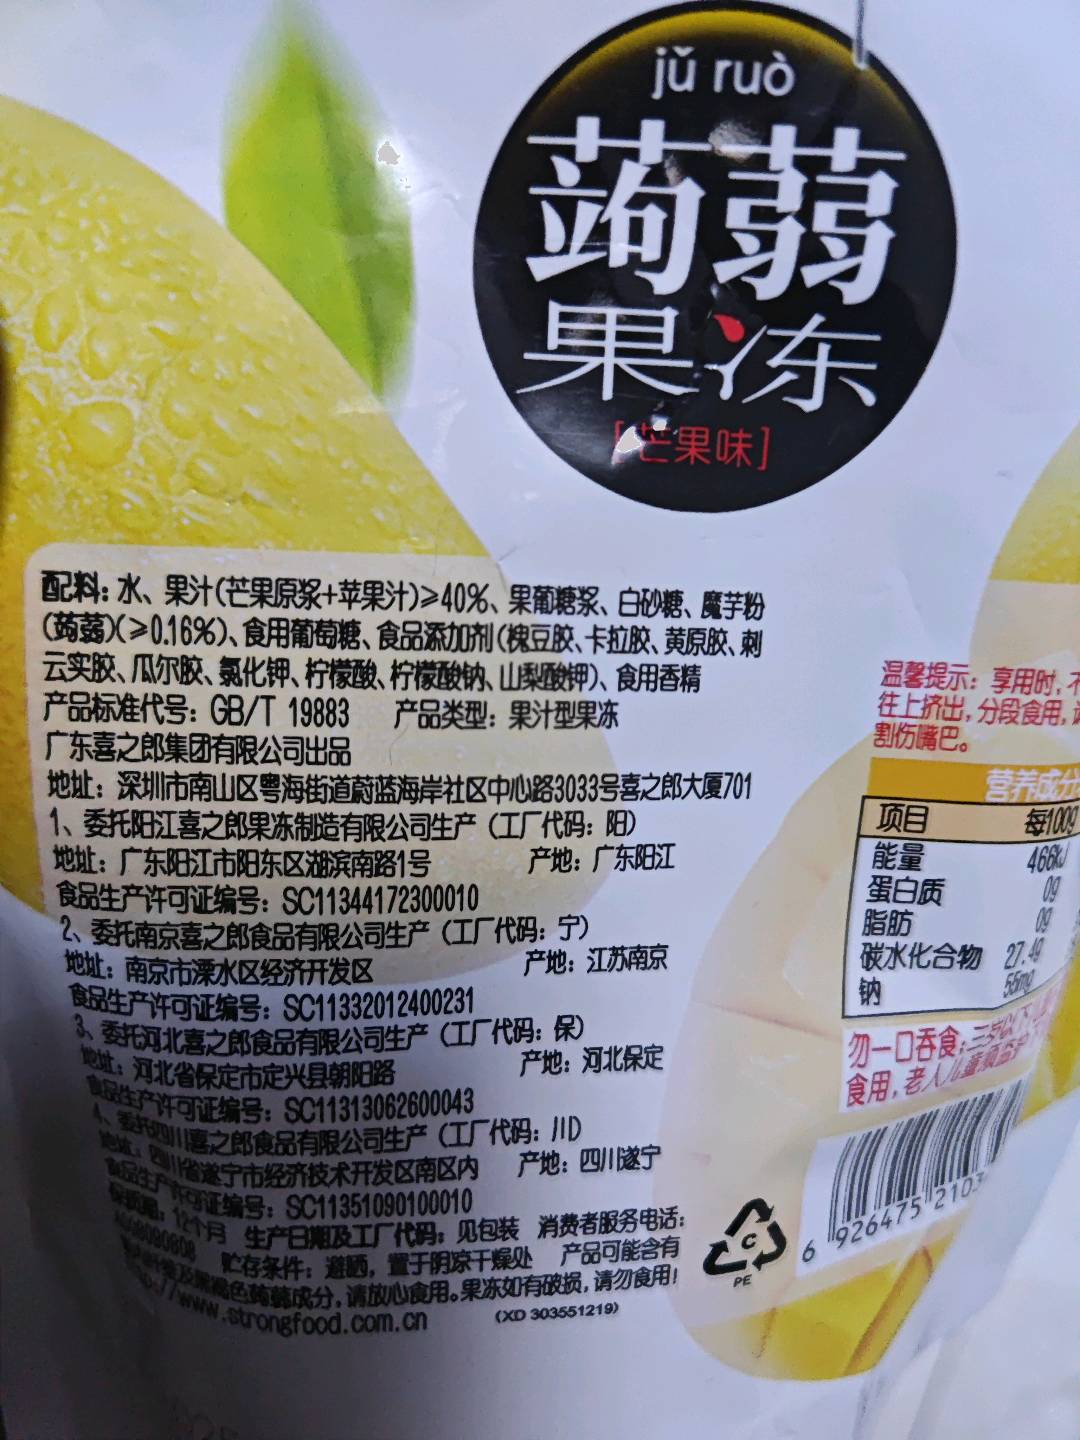 jǔ ruò
蒟蒻
果冻
[芒果味]
配料：水、果汁(芒果原浆+苹果汁)≥40%、果葡糖浆、白砂糖、魔芋粉
(蒟蒻)(≥0.16%)、食用葡萄糖、食品添加剂(槐豆胶、卡拉胶、黄原胶、刺
云实胶、瓜尔胶、氯化钾、柠檬酸、柠檬酸钠、山梨酸钾)、食用香精
产品标准代号：GB/T 19883 产品类型：果汁型果冻
广东喜之郎集团有限公司出品
地址：深圳市南山区粤海街道蔚蓝海岸社区中心路3033号喜之郎大厦701
1、委托阳江喜之郎果冻制造有限公司生产（工厂代码：阳）
地址：广东阳江市阳东区湖滨南路1号 产地：广东阳江
食品生产许可证编号：SC11344172300010
2、委托南京喜之郎食品有限公司生产（工厂代码：宁）
地址：南京市溧水区经济开发区 产地：江苏南京
食品生产许可证编号：SC11332012400231
3、委托河北喜之郎食品有限公司生产（工厂代码：保）
地址：河北省保定市定兴县朝阳路 产地：河北保定
食品生产许可证编号：SC11313062600043
4、委托四川喜之郎食品有限公司生产（工厂代码：川）
地址：四川省遂宁市经济技术开发区南区内 产地：四川遂宁
食品生产许可证编号：SC11351090100010
保质期：12个月 生产日期及工厂代码：见包装 消费者服务电话：
贮存条件：避晒，置于阴凉干燥处 产品可能含有
色蒟蒻成分，请放心食用。果冻如有破损，请勿食用！
www.strongfood.com.cn (XD 303551219)
温馨提示：享用时，不
往上挤出，分段食用，
割伤嘴巴。
营养成分
项目 每100g
能量 466kJ
蛋白质 0g
脂肪 0g
碳水化合物 27.4g
钠 55mg
勿一口吞食；三岁以下儿
食用，老人儿童须监护
6 926475 2103
C
PE